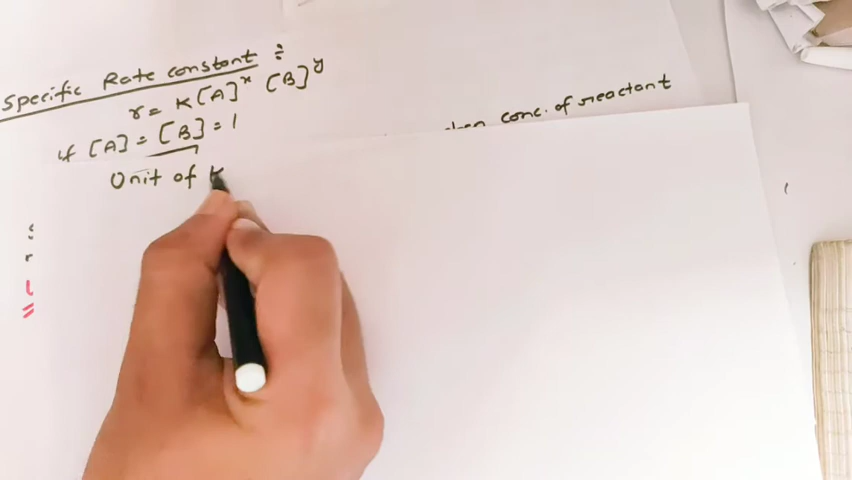 Specific Rate constant ÷
r = K[A]ˣ [B]ʸ
if [A] = [B] = 1
conc. of reactant
Unit of